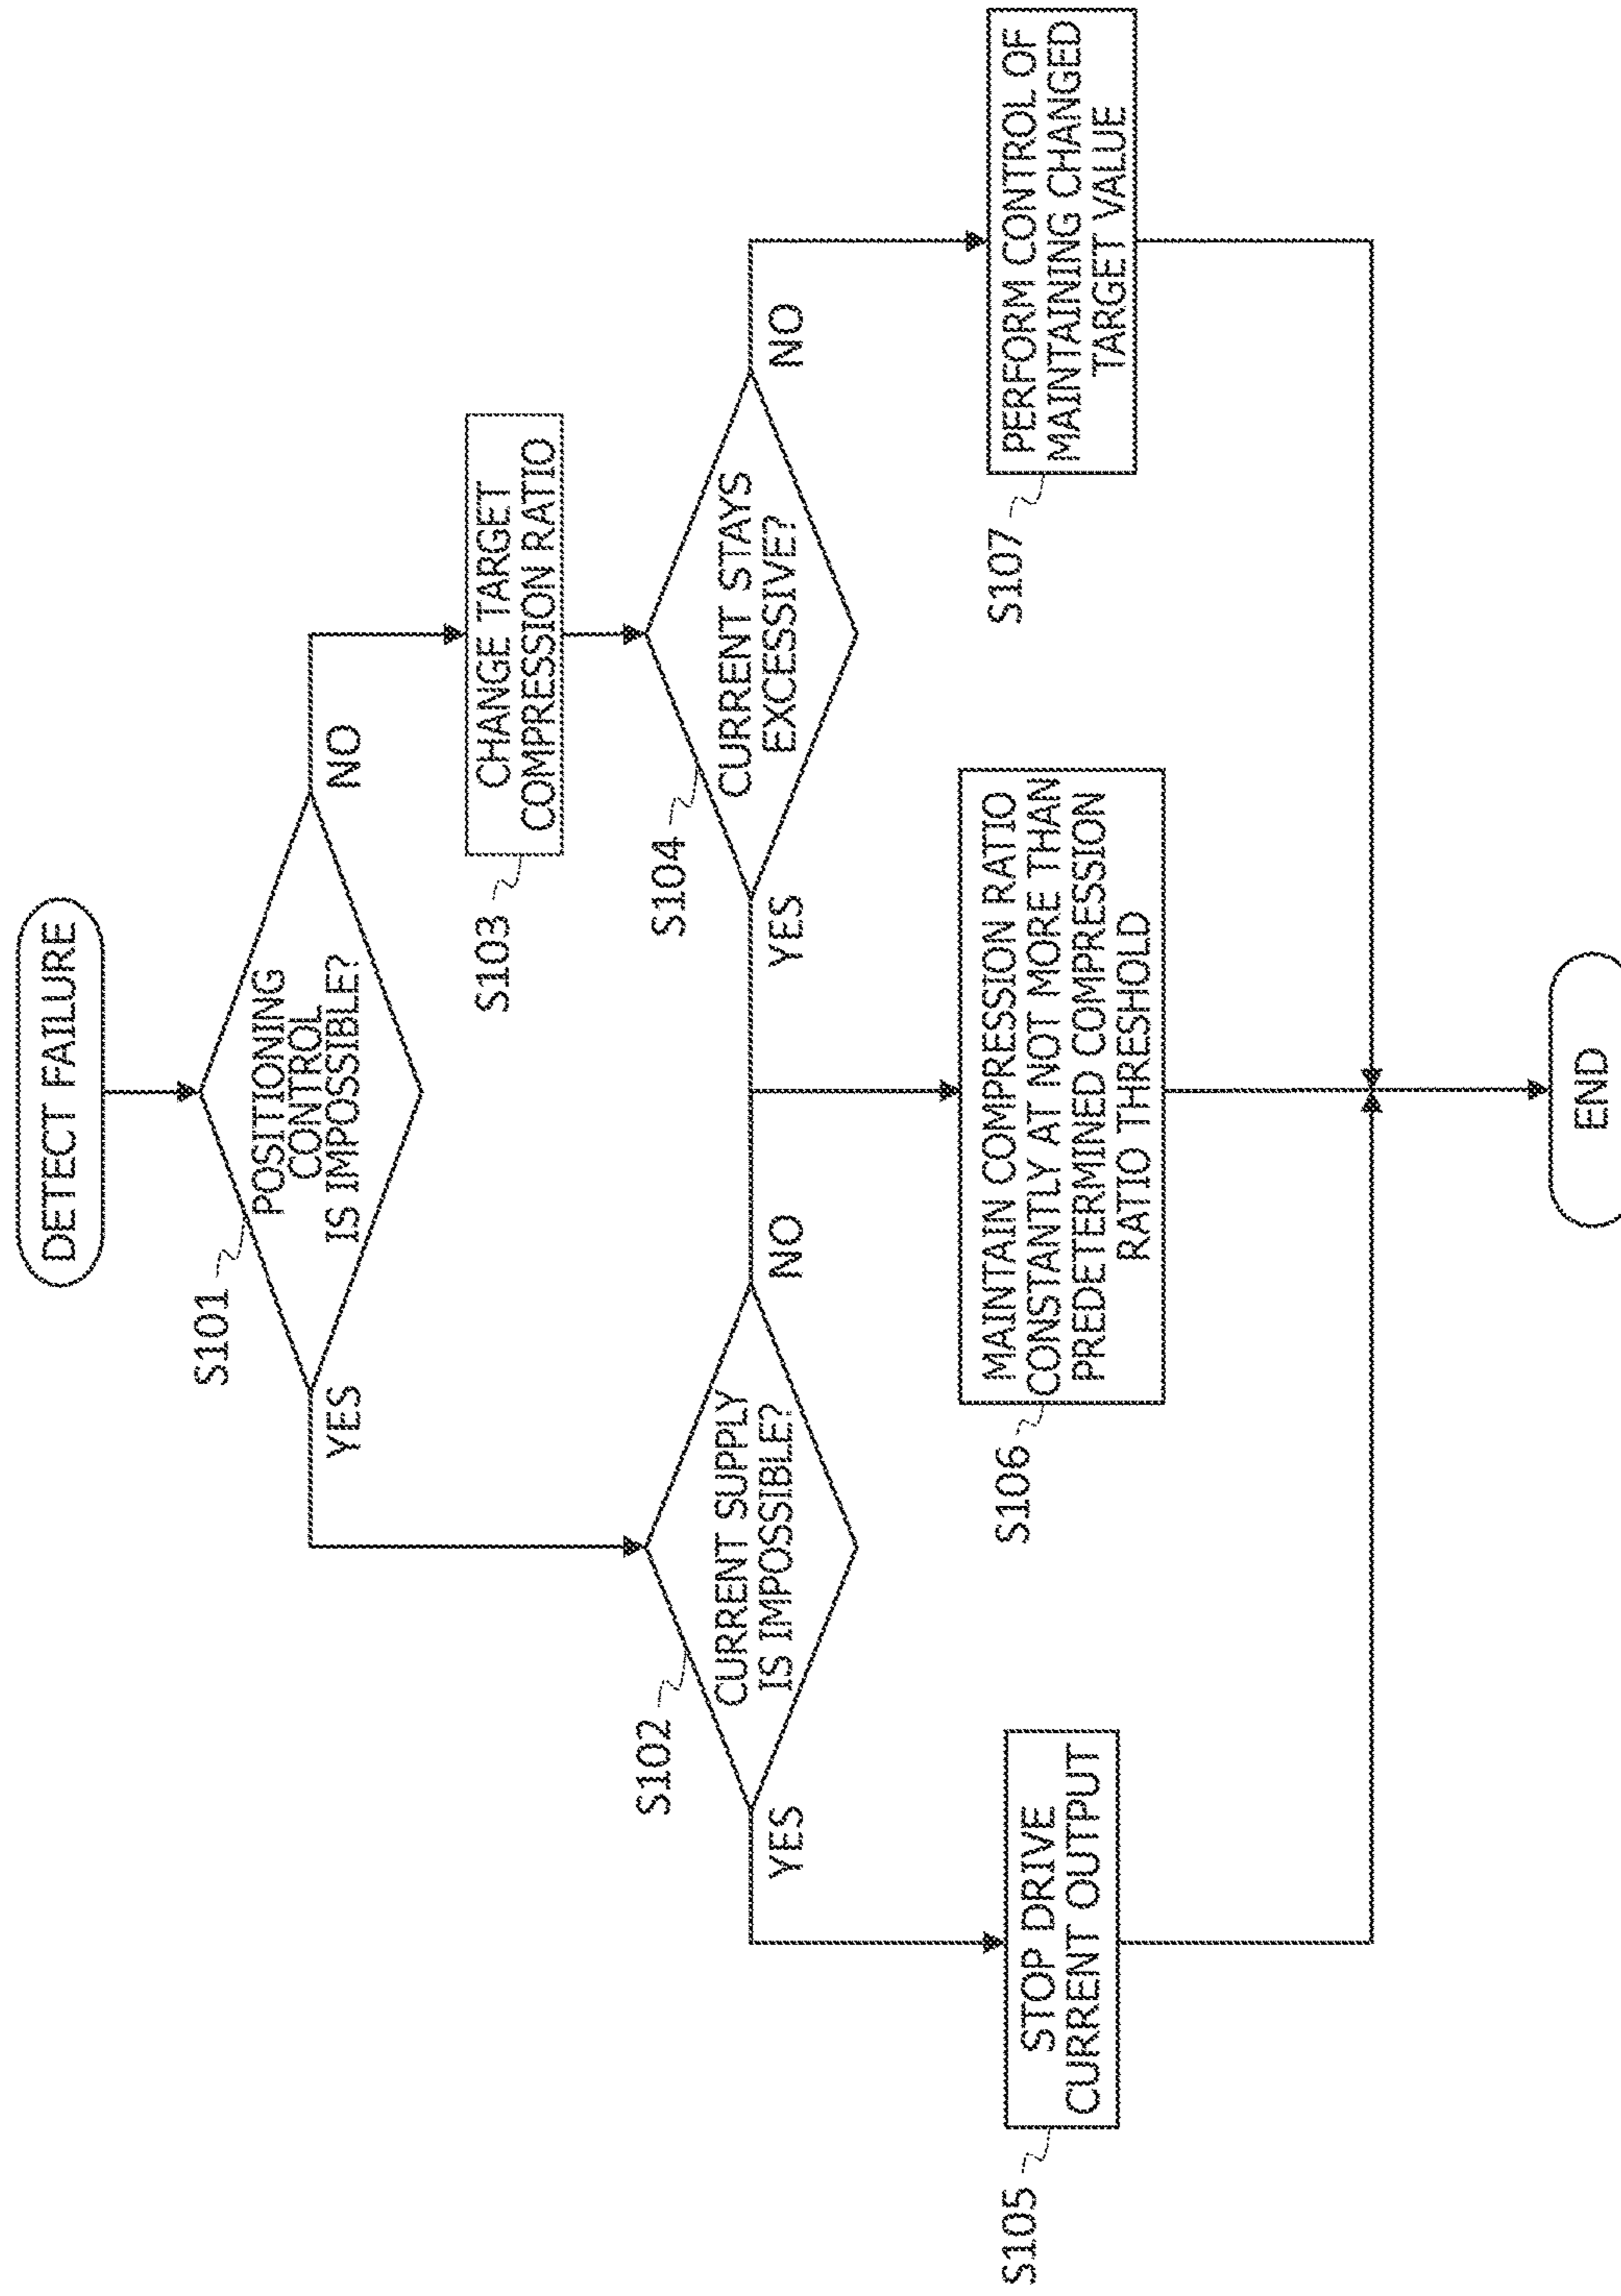 DETECT FAILURE
S101
POSITIONING
CONTROL
IS IMPOSSIBLE?
YES
NO
S103
CHANGE TARGET
COMPRESSION RATIO
S102
CURRENT SUPPLY
IS IMPOSSIBLE?
YES
NO
S104
CURRENT STAYS
EXCESSIVE?
YES
NO
S105
STOP DRIVE
CURRENT OUTPUT
S106
MAINTAIN COMPRESSION RATIO
CONSTANTLY AT NOT MORE THAN
PREDETERMINED COMPRESSION
RATIO THRESHOLD
S107
PERFORM CONTROL OF
MAINTAINING CHANGED
TARGET VALUE
END